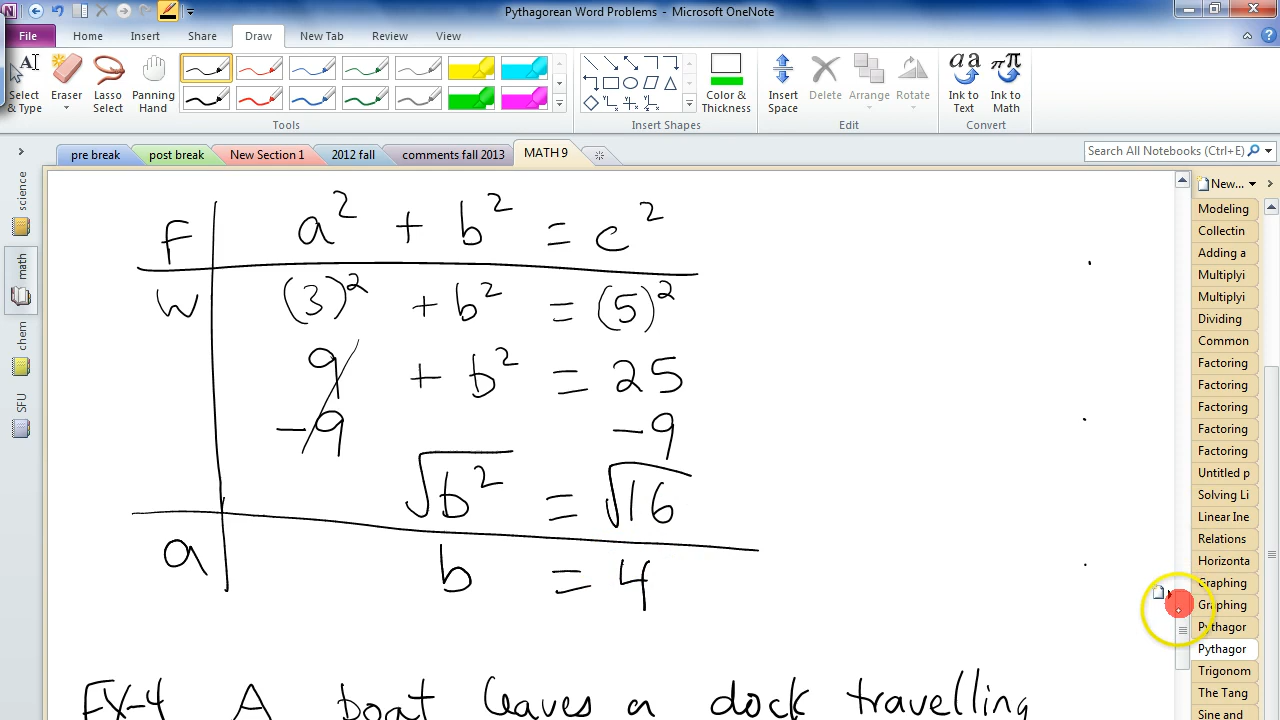 Pythagorean Word Problems - Microsoft OneNote
File Home Insert Share Draw New Tab Review View
Select & Type
Eraser
Lasso Select
Panning Hand
Color & Thickness
Insert Space
Delete
Arrange
Rotate
Ink to Text
Ink to Math
Tools Insert Shapes Edit Convert
pre break post break New Section 1 2012 fall comments fall 2013 MATH 9
Search All Notebooks (Ctrl+E)
science
math
chem
SFU
New...
Modeling
Collectin
Adding a
Multiplyi
Multiplyi
Dividing
Common
Factoring
Factoring
Factoring
Factoring
Factoring
Untitled p
Solving Li
Linear Ine
Relations
Horizonta
Graphing
Graphing
Pythagor
Pythagor
Trigonom
The Tang
Sine and
F a² + b² = c²
W (3)² + b² = (5)²
9 + b² = 25
-9 -9
√b² = √16
a b = 4
EX-4 A boat leaves a dock travelling